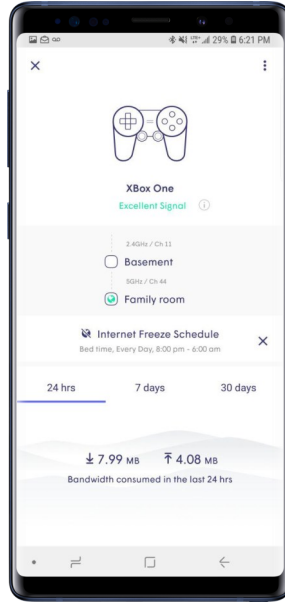 29% 6:21 PM
XBox One
Excellent Signal
2.4GHz / Ch 11
Basement
5GHz / Ch 44
Family room
Internet Freeze Schedule
Bed time, Every Day, 8:00 pm - 6:00 am
24 hrs 7 days 30 days
7.99 MB 4.08 MB
Bandwidth consumed in the last 24 hrs